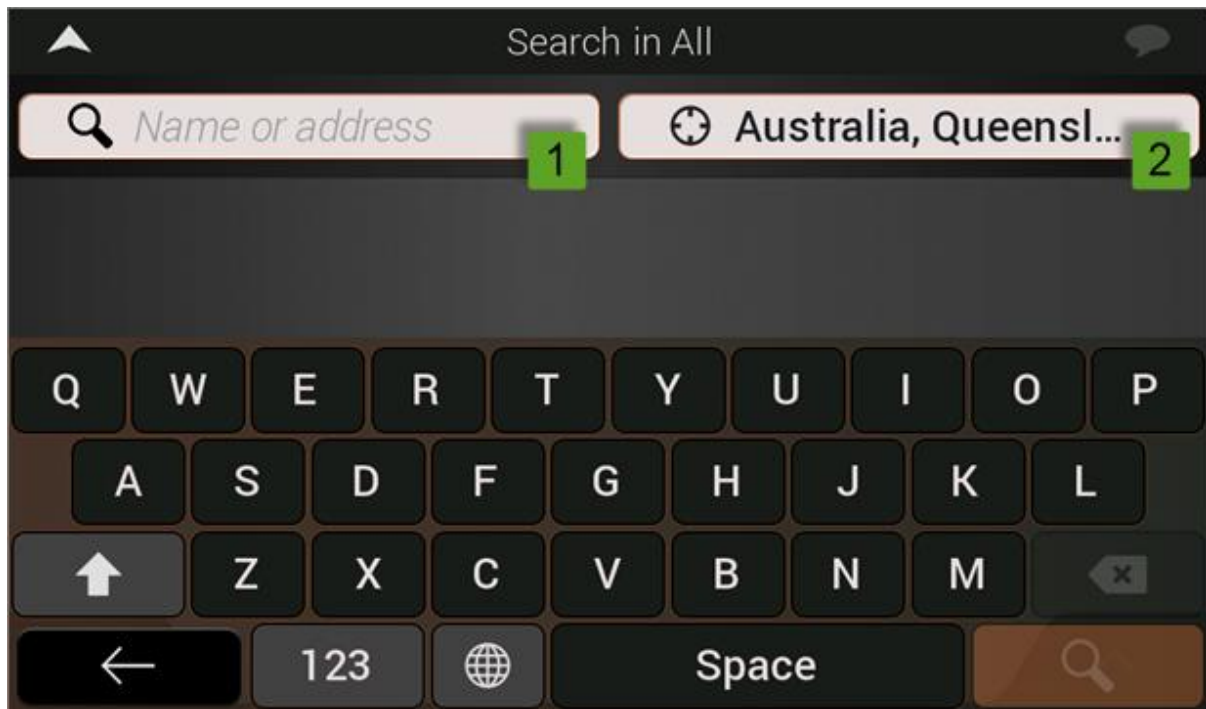 Search in All
Name or address 1 Australia, Queensl... 2
Q W E R T Y U I O P
A S D F G H J K L
Z X C V B N M
123 Space